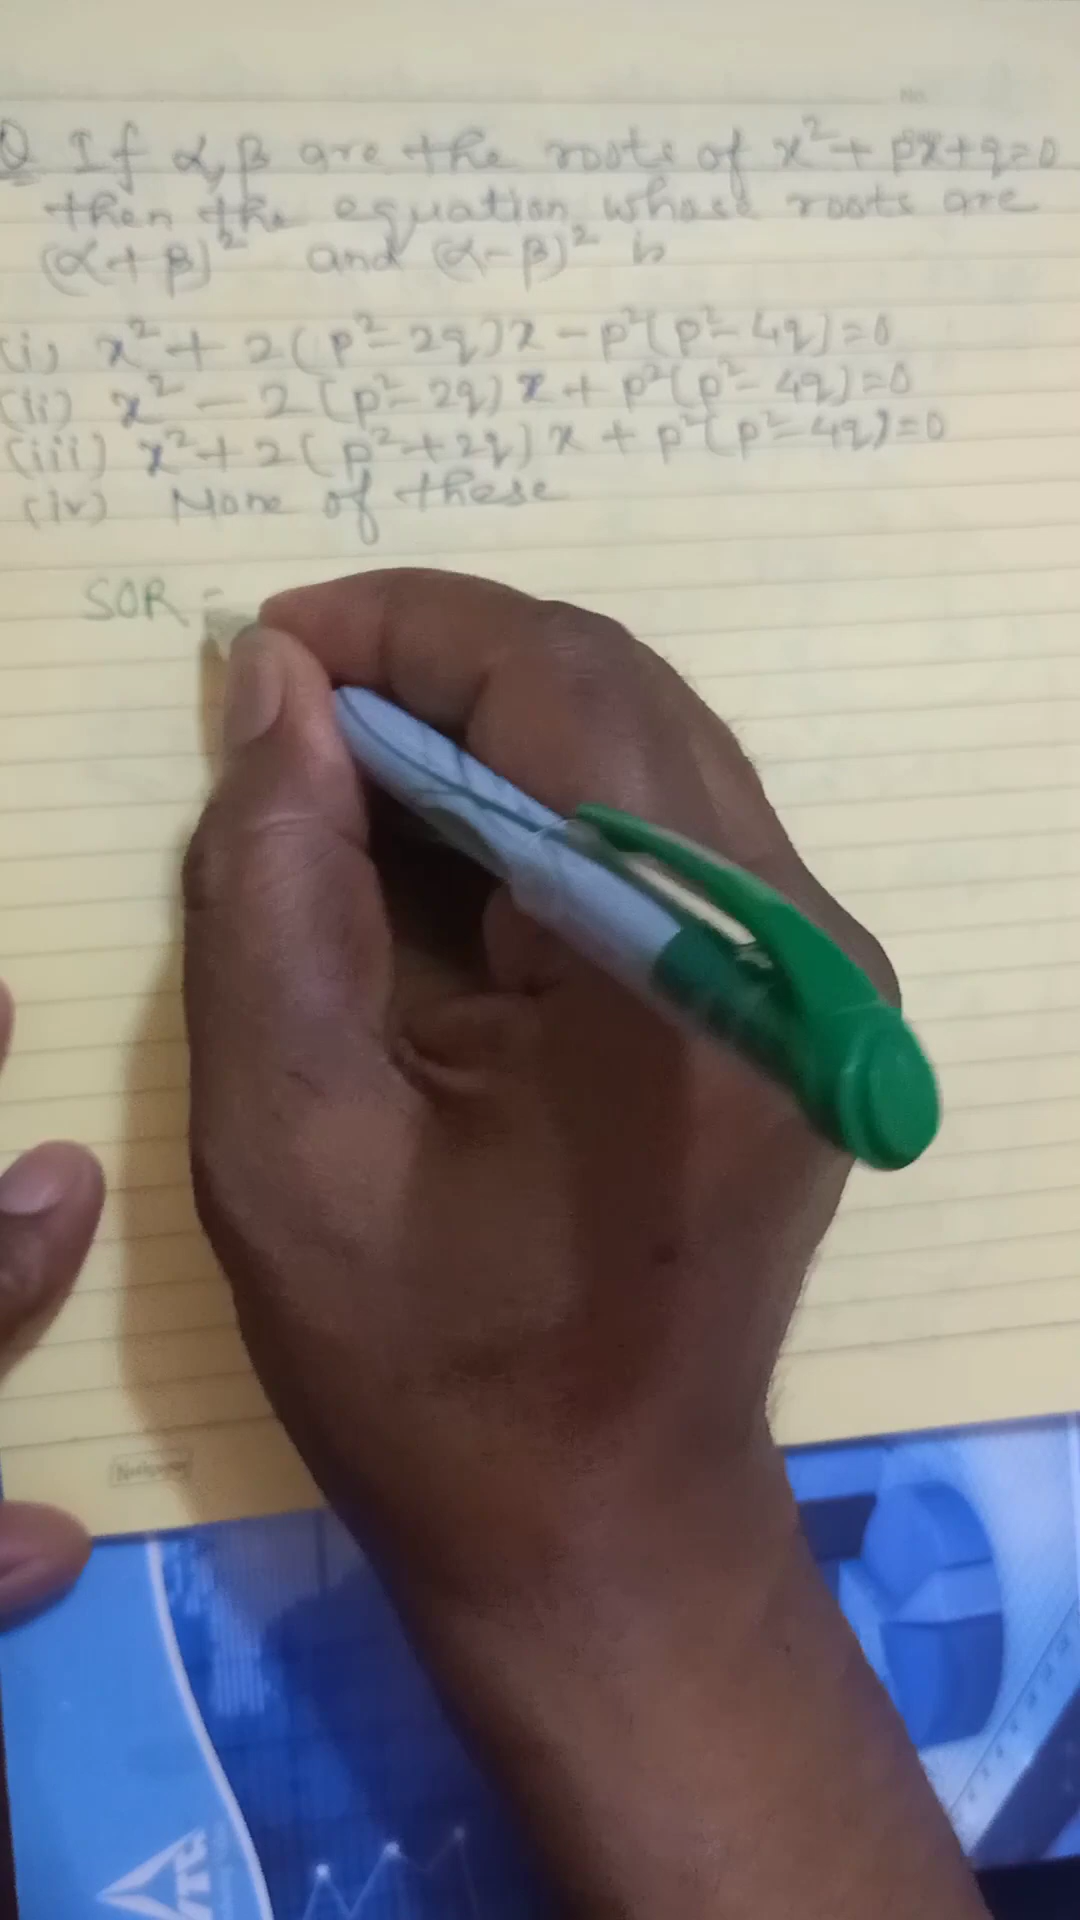 No.
Q If α, β are the roots of x² + px + q = 0
then the equation whose roots are
(α+β)² and (α-β)² is
(i) x² + 2(p²-2q)x - p²(p²-4q)=0
(ii) x² - 2(p²-2q)x + p²(p²-4q)=0
(iii) x² + 2(p²+2q)x + p²(p²-4q)=0
(iv) None of these
SOR =